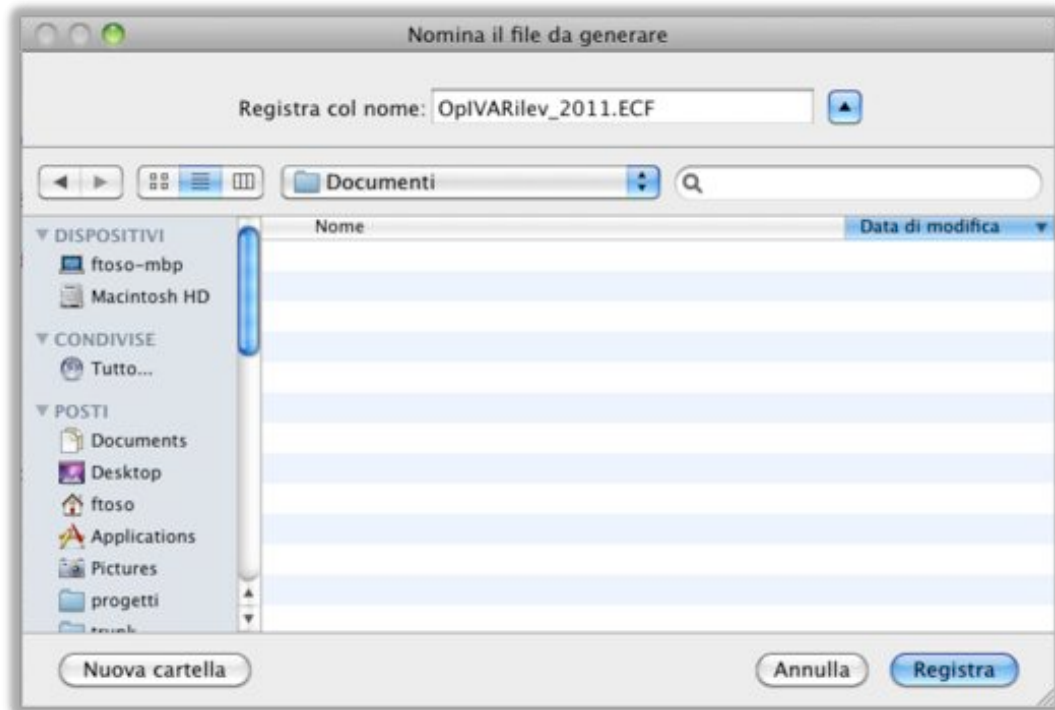 Nomina il file da generare
Registra col nome: OpIVARilev_2011.ECF
Documenti
Nome Data di modifica
DISPOSITIVI
ftoso-mbp
Macintosh HD
CONDIVISE
Tutto...
POSTI
Documents
Desktop
ftoso
Applications
Pictures
progetti
trunk
Nuova cartella Annulla Registra